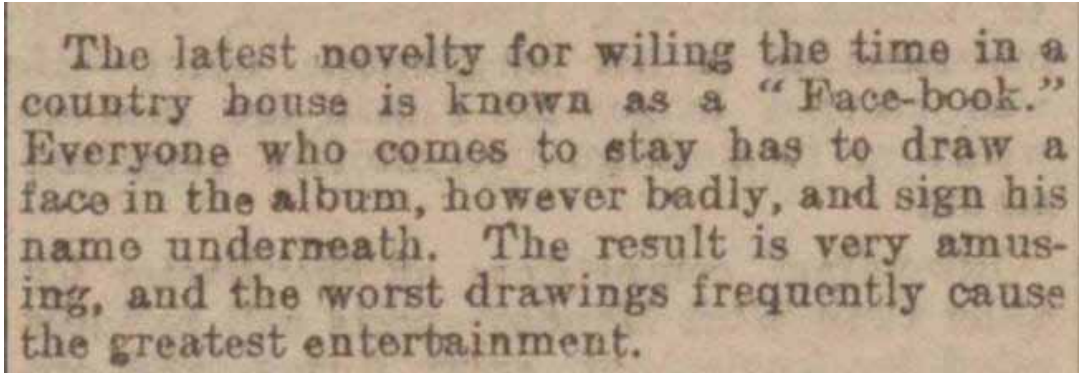 The latest novelty for wiling the time in a
country house is known as a "Face-book."
Everyone who comes to stay has to draw a
face in the album, however badly, and sign his
name underneath. The result is very amus-
ing, and the worst drawings frequently cause
the greatest entertainment.